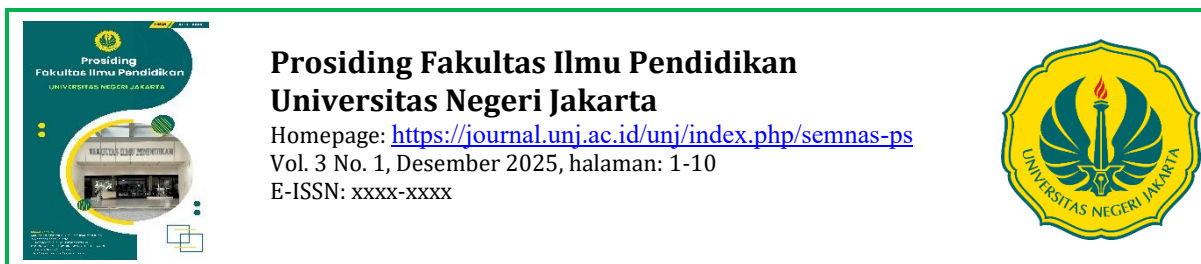 Prosiding
Fakultas Ilmu Pendidikan
UNIVERSITAS NEGERI JAKARTA
FAKULTAS ILMU PENDIDIKAN
Prosiding Fakultas Ilmu Pendidikan
Universitas Negeri Jakarta
Homepage: https://journal.unj.ac.id/unj/index.php/semnas-ps
Vol. 3 No. 1, Desember 2025, halaman: 1-10
E-ISSN: xxxx-xxxx
UNIVERSITAS NEGERI JAKARTA